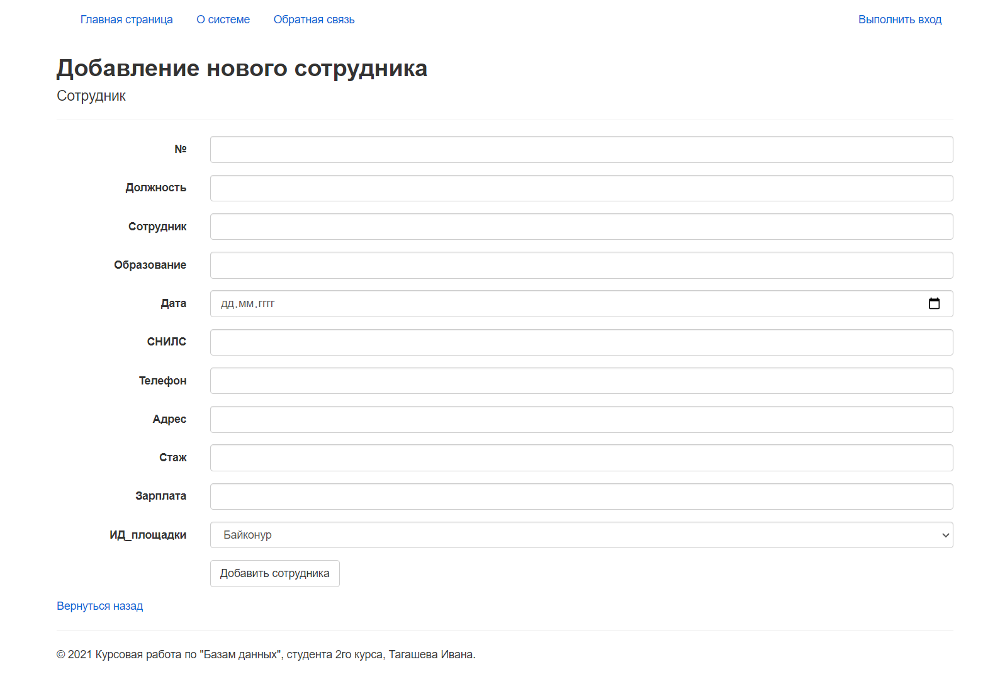 Главная страница О системе Обратная связь Выполнить вход
Добавление нового сотрудника
Сотрудник
№
Должность
Сотрудник
Образование
Дата дд.мм.гггг
СНИЛС
Телефон
Адрес
Стаж
Зарплата
ИД_площадки Байконур
Добавить сотрудника
Вернуться назад
© 2021 Курсовая работа по "Базам данных", студента 2го курса, Тагашева Ивана.